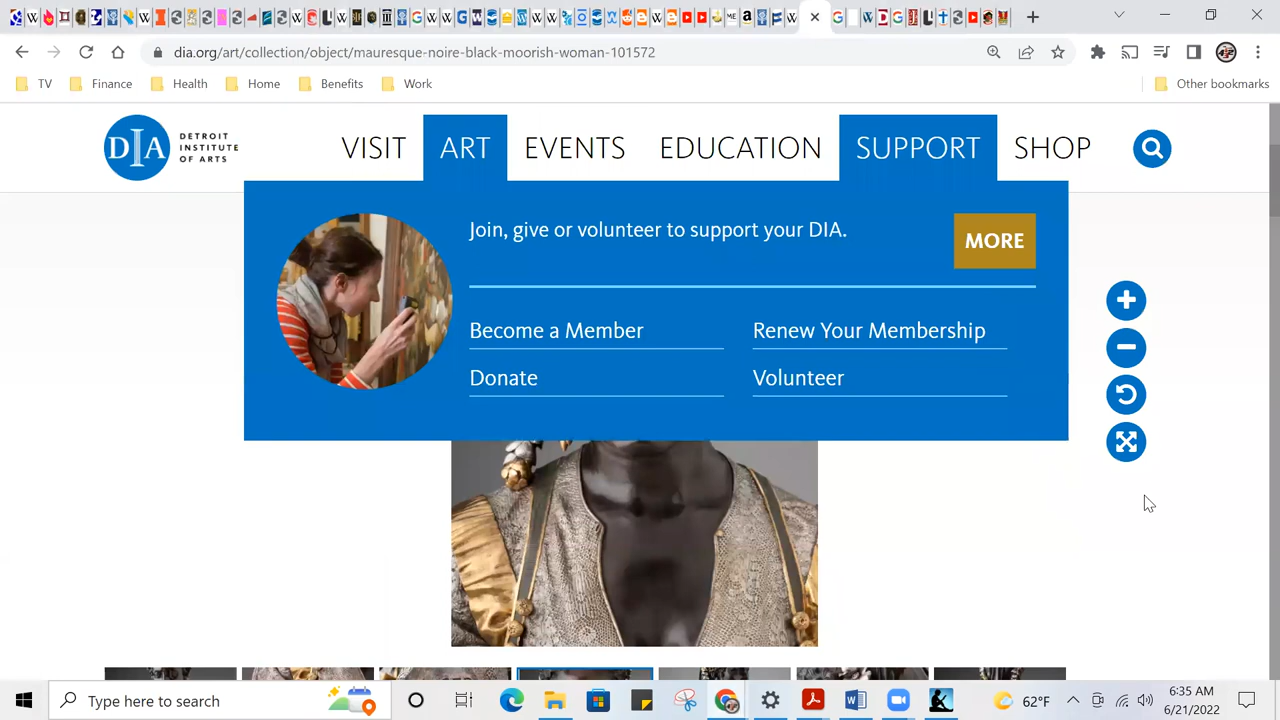 dia.org/art/collection/object/mauresque-noire-black-moorish-woman-101572
TV Finance Health Home Benefits Work Other bookmarks
DIA DETROIT INSTITUTE OF ARTS
VISIT ART EVENTS EDUCATION SUPPORT SHOP
Join, give or volunteer to support your DIA.
MORE
Become a Member Renew Your Membership
Donate Volunteer
Type here to search
62°F
6:35 AM
6/21/2022